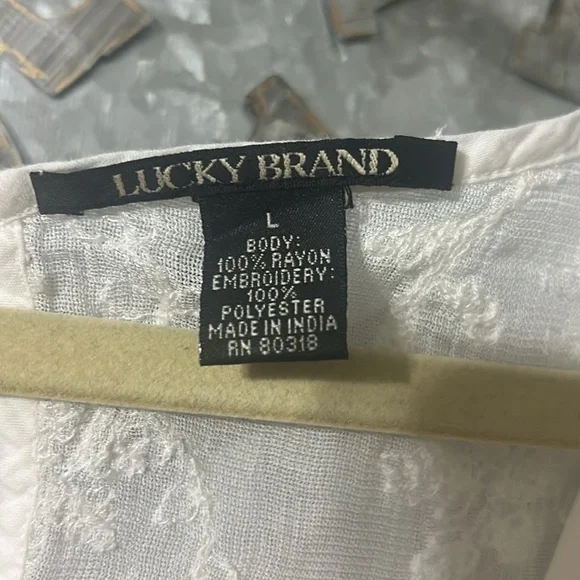 LUCKY BRAND
L
BODY:
100% RAYON
EMBROIDERY:
100%
POLYESTER
MADE IN INDIA
RN 80318